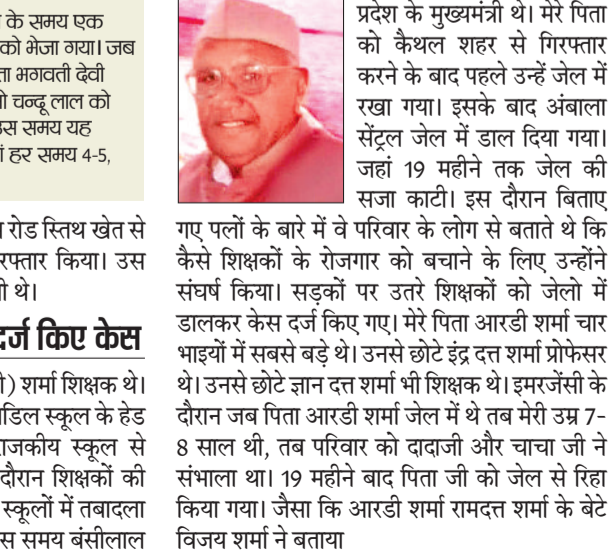 के समय एक
को भेजा गया। जब
भगवती देवी
चन्दू लाल को
समय यह
हर समय 4-5,
रोड स्तिथ खेत से
किया। उस
थे।
दर्ज किए केस
शर्मा शिक्षक थे।
स्कूल के हेड
स्कूल से
दौरान शिक्षकों की
स्कूलों में तबादला
समय बंसीलाल
प्रदेश के मुख्यमंत्री थे। मेरे पिता
को कैथल शहर से गिरफ्तार
करने के बाद पहले उन्हें जेल में
रखा गया। इसके बाद अंबाला
सेंट्रल जेल में डाल दिया गया।
जहां 19 महीने तक जेल की
सजा काटी। इस दौरान बिताए
गए पलों के बारे में वे परिवार के लोग से बताते थे कि
कैसे शिक्षकों के रोजगार को बचाने के लिए उन्होंने
संघर्ष किया। सड़कों पर उतरे शिक्षकों को जेलो में
डालकर केस दर्ज किए गए। मेरे पिता आरडी शर्मा चार
भाइयों में सबसे बड़े थे। उनसे छोटे इंद्र दत्त शर्मा प्रोफेसर
थे। उनसे छोटे ज्ञान दत्त शर्मा भी शिक्षक थे। इमरजेंसी के
दौरान जब पिता आरडी शर्मा जेल में थे तब मेरी उम्र 7-
8 साल थी, तब परिवार को दादाजी और चाचा जी ने
संभाला था। 19 महीने बाद पिता जी को जेल से रिहा
किया गया। जैसा कि आरडी शर्मा रामदत्त शर्मा के बेटे
विजय शर्मा ने बताया